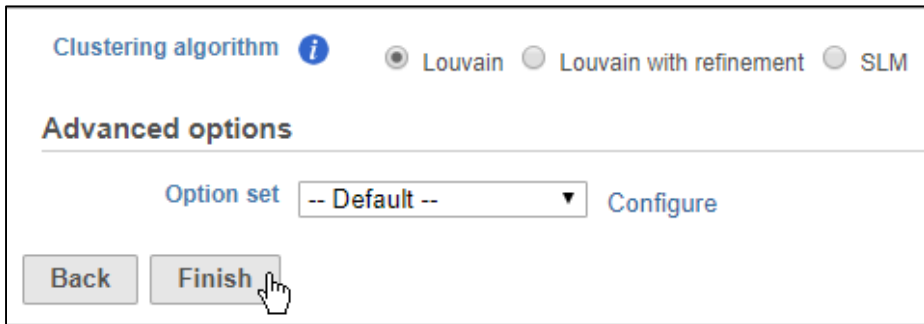 Clustering algorithm i Louvain Louvain with refinement SLM
Advanced options
Option set -- Default -- Configure
Back Finish